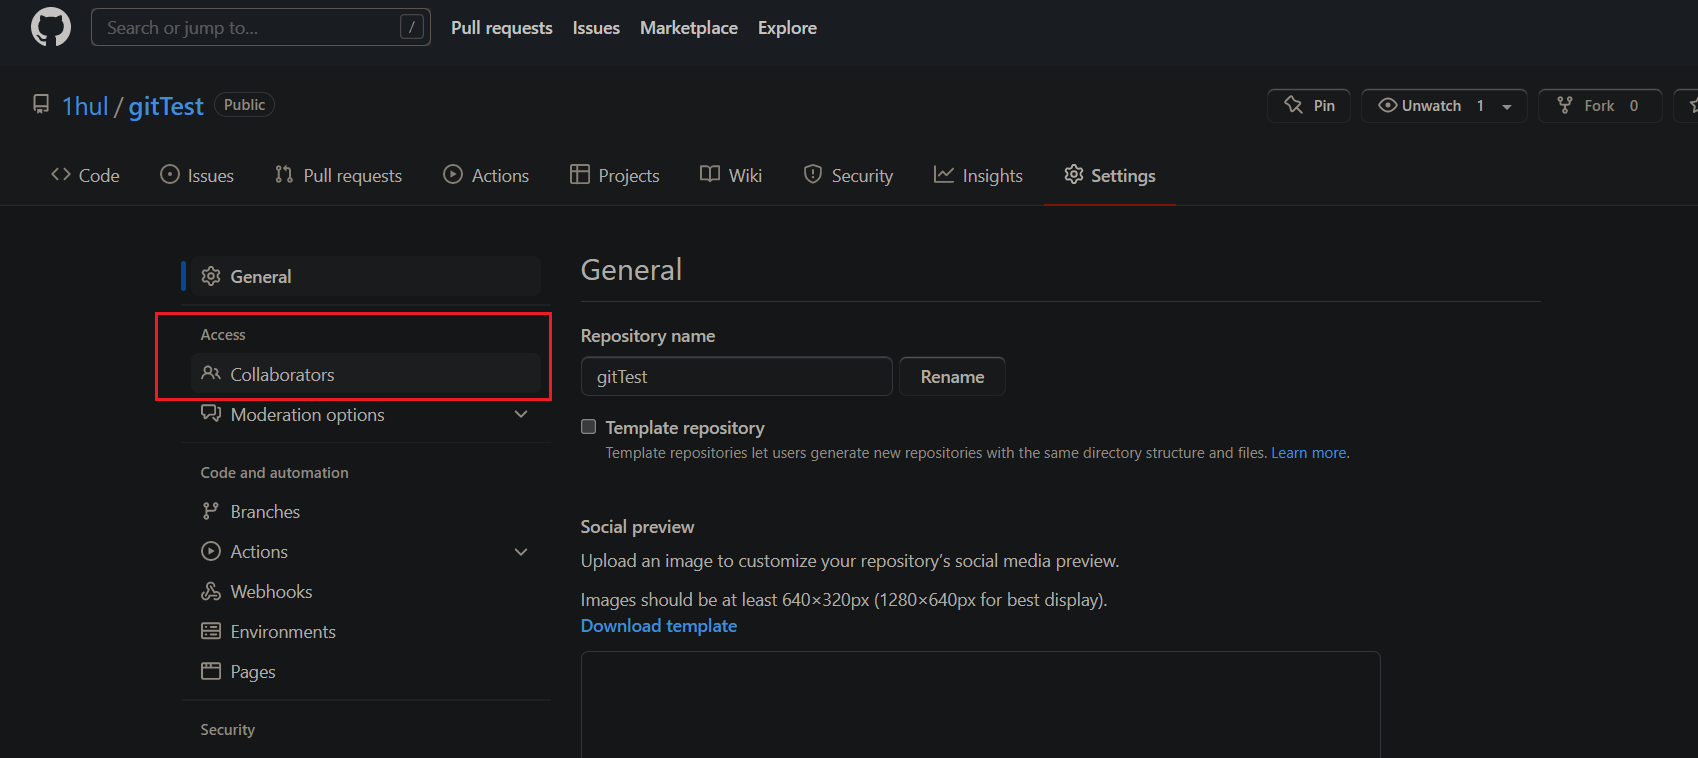 Search or jump to... /
Pull requests Issues Marketplace Explore
1hul / gitTest Public
Pin Unwatch 1 Fork 0
Code Issues Pull requests Actions Projects Wiki Security Insights Settings
General
Access
Collaborators
Moderation options
Code and automation
Branches
Actions
Webhooks
Environments
Pages
Security
General
Repository name
gitTest Rename
Template repository
Template repositories let users generate new repositories with the same directory structure and files. Learn more.
Social preview
Upload an image to customize your repository’s social media preview.
Images should be at least 640×320px (1280×640px for best display).
Download template